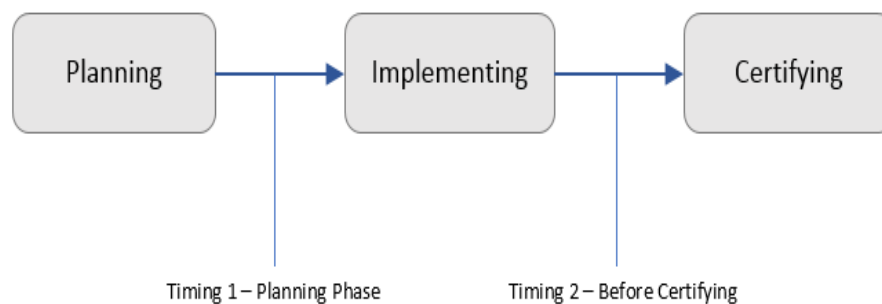 Planning
Implementing
Certifying
Timing 1 – Planning Phase
Timing 2 – Before Certifying